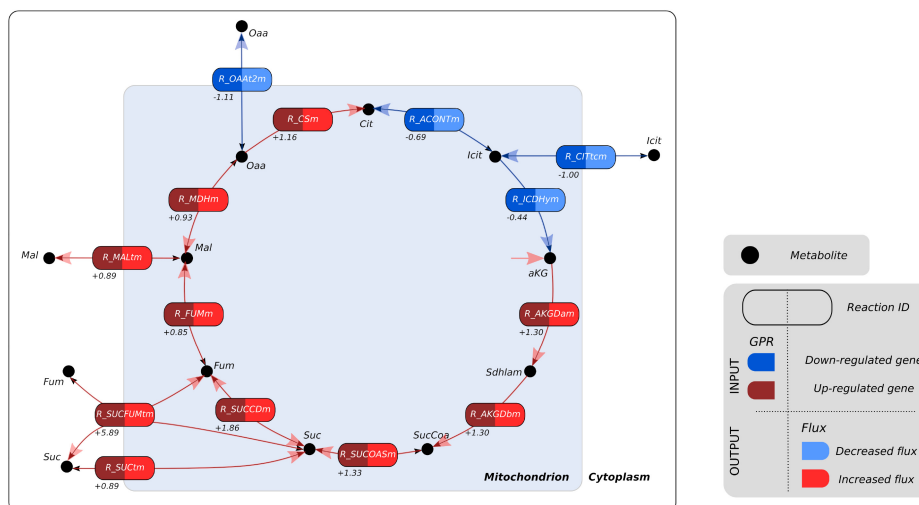 Oaa
R_OAAt2m
-1.11
R_CSm
+1.16
Cit
R_ACONTm
-0.69
Oaa
Icit
R_CITtcm
-1.00
Icit
R_MDHm
+0.93
R_ICDHym
-0.44
Mal
R_MALtm
+0.89
Mal
aKG
R_FUMm
+0.85
R_AKGDam
+1.30
Fum
Fum
Sdhlam
R_SUCFUMtm
+5.89
R_SUCCDm
+1.86
R_AKGDbm
+1.30
Suc
R_SUCtm
+0.89
Suc
R_SUCOASm
+1.33
SucCoa
Mitochondrion
Cytoplasm
Metabolite
Reaction ID
INPUT
GPR
Down-regulated gene
Up-regulated gene
OUTPUT
Flux
Decreased flux
Increased flux